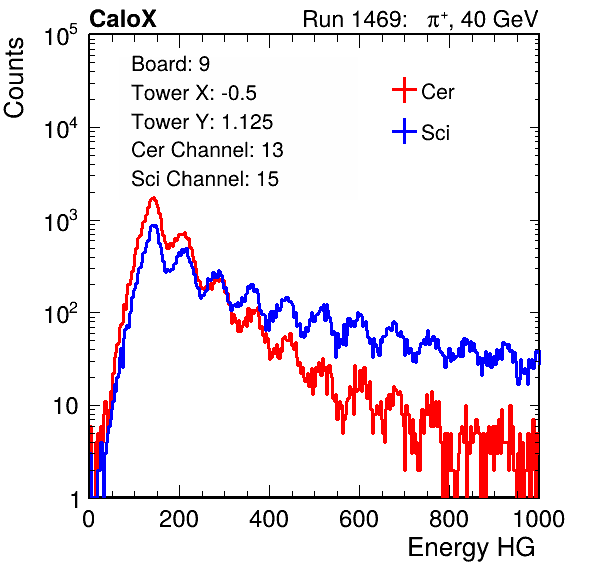 CaloX Run 1469: π⁺, 40 GeV
Counts
Board: 9
Tower X: -0.5
Tower Y: 1.125
Cer Channel: 13
Sci Channel: 15
Cer
Sci
10⁵
10⁴
10³
10²
10
1
0 200 400 600 800 1000
Energy HG